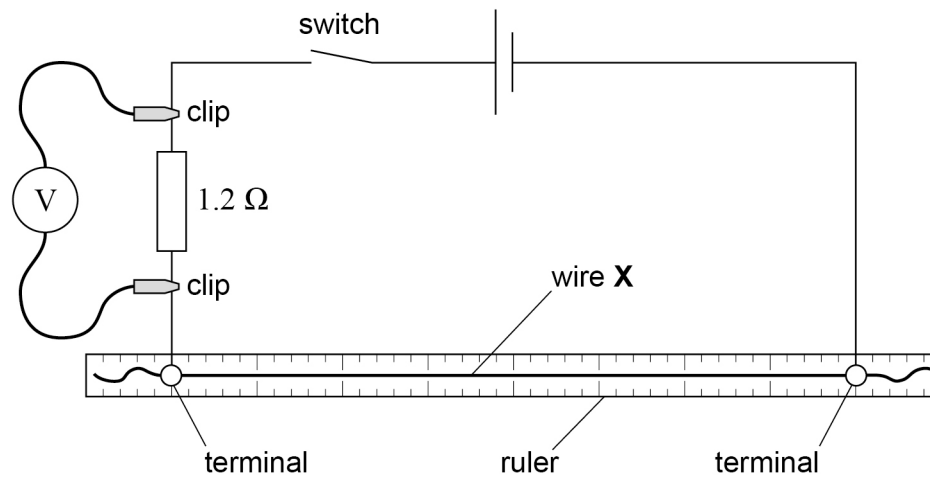 switch
clip
V
1.2 Ω
clip
wire X
terminal
ruler
terminal